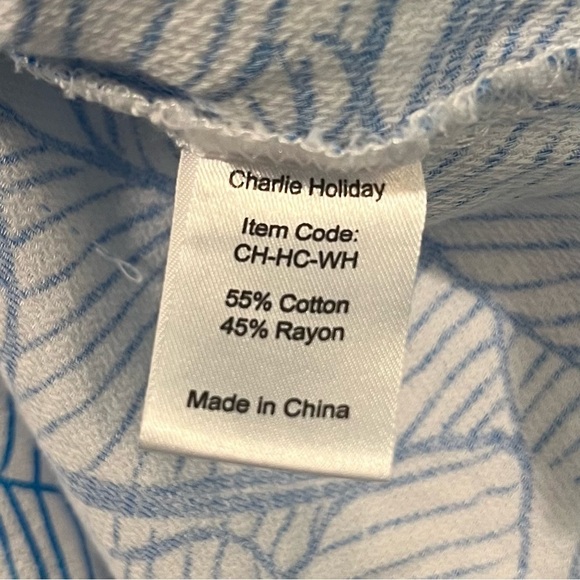 Charlie Holiday
Item Code:
CH-HC-WH
55% Cotton
45% Rayon
Made in China